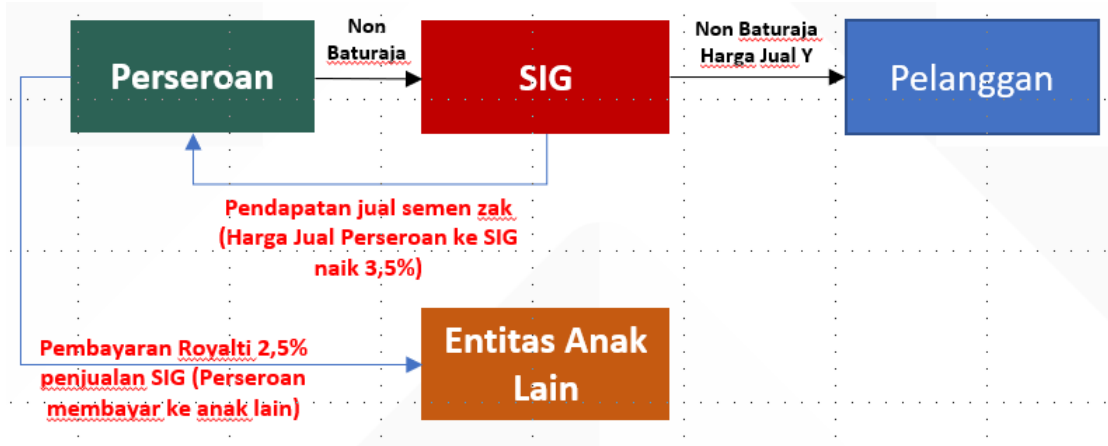 Perseroan
Non
Baturaja
SIG
Non Baturaja
Harga Jual Y
Pelanggan
Pendapatan jual semen zak
(Harga Jual Perseroan ke SIG
naik 3,5%)
Pembayaran Royalti 2,5%
penjualan SIG (Perseroan
membayar ke anak lain)
Entitas Anak
Lain